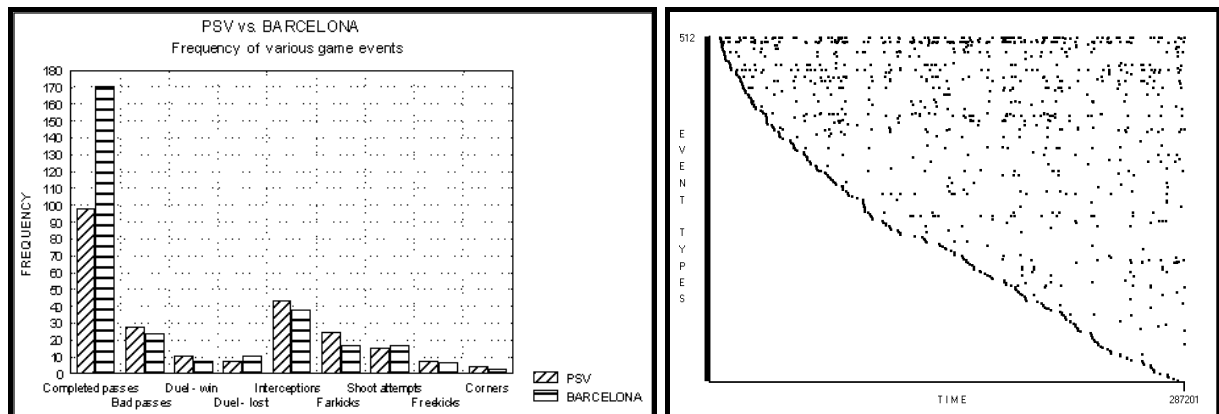 PSV vs. BARCELONA
Frequency of various game events
FREQUENCY
180
170
160
150
140
130
120
110
100
90
80
70
60
50
40
30
20
10
0
Completed passes Duel - win Interceptions Shoot attempts Corners
Bad passes Duel - lost Farkicks Freekicks
PSV
BARCELONA
512
EVENT TYPES
TIME
287201